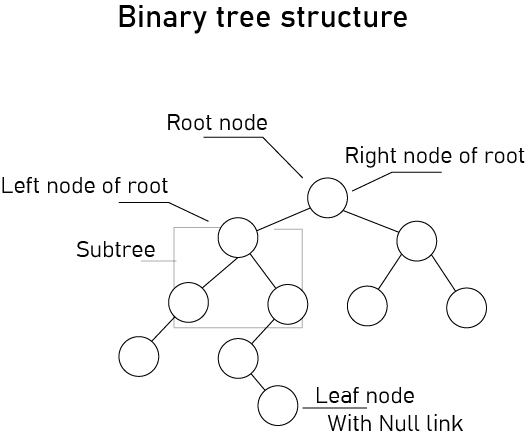 Binary tree structure
Root node
Right node of root
Left node of root
Subtree
Leaf node
With Null link